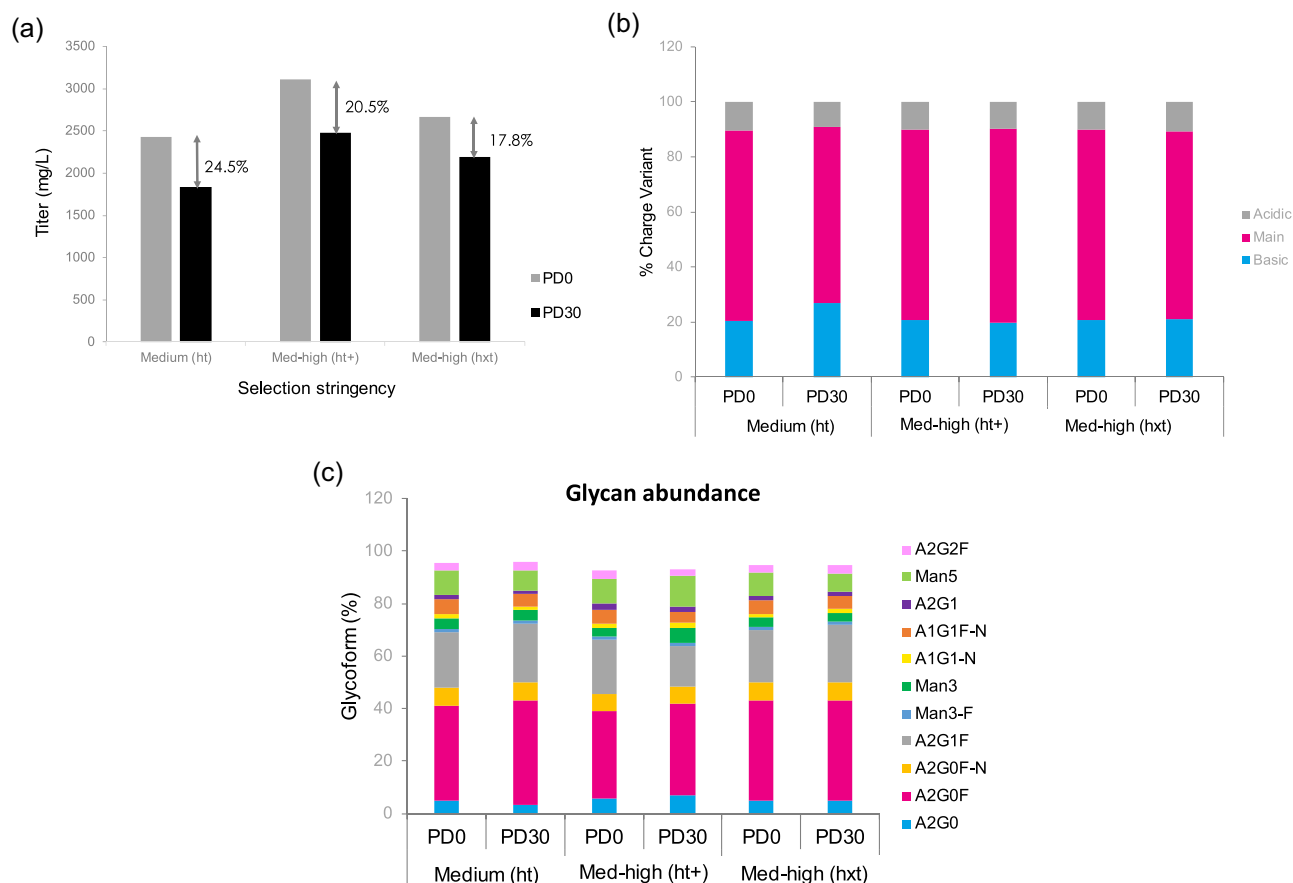 (a)
3500
3000
2500
2000
1500
1000
500
0
Titer (mg/L)
24.5%
20.5%
17.8%
PD0
PD30
Medium (ht)
Med-high (ht+)
Med-high (hxt)
Selection stringency
(b)
120
100
80
60
40
20
0
% Charge Variant
Acidic
Main
Basic
PD0 PD30 PD0 PD30 PD0 PD30
Medium (ht) Med-high (ht+) Med-high (hxt)
(c)
Glycan abundance
120
100
80
60
40
20
0
Glycoform (%)
A2G2F
Man5
A2G1
A1G1F-N
A1G1-N
Man3
Man3-F
A2G1F
A2G0F-N
A2G0F
A2G0
PD0 PD30 PD0 PD30 PD0 PD30
Medium (ht) Med-high (ht+) Med-high (hxt)